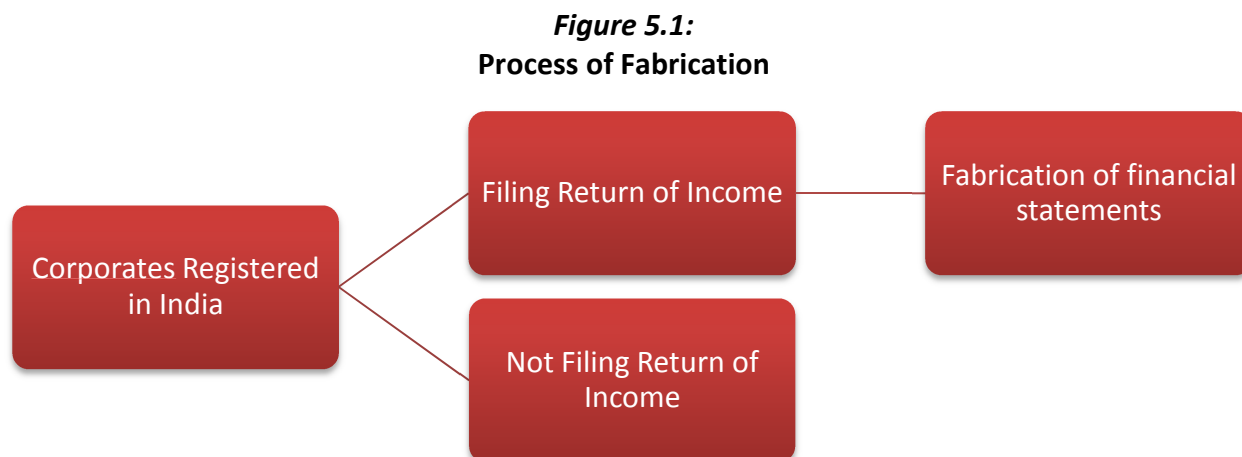 Figure 5.1:
Process of Fabrication
Corporates Registered
in India
Filing Return of Income
Fabrication of financial
statements
Not Filing Return of
Income